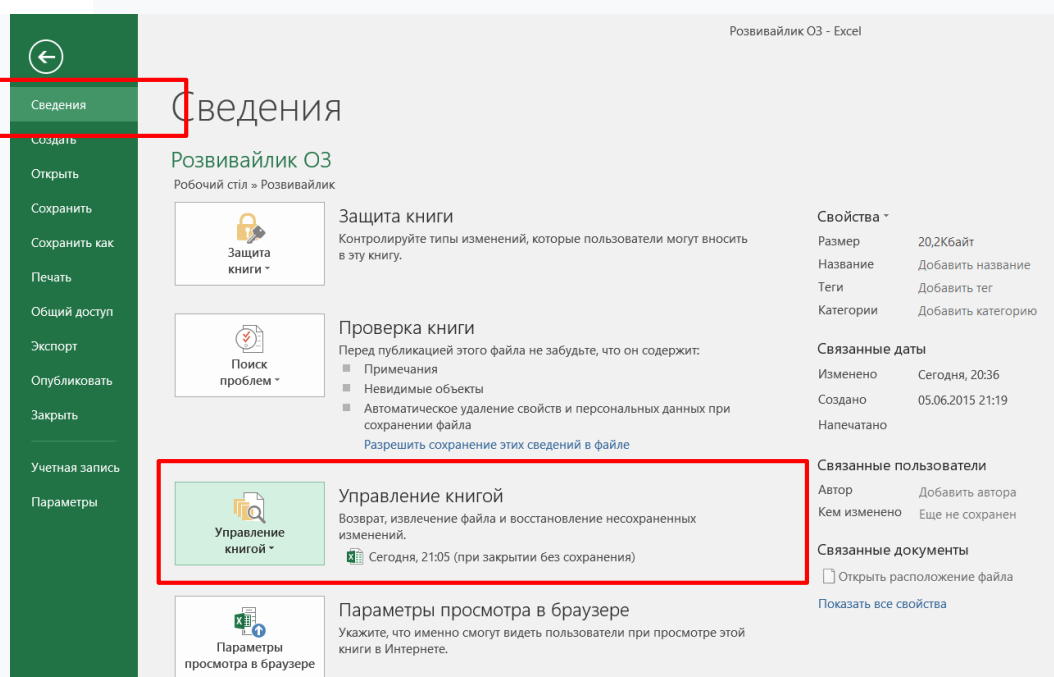 Розвивайлик ОЗ - Excel
Сведения
Создать
Открыть
Сохранить
Сохранить как
Печать
Общий доступ
Экспорт
Опубликовать
Закрыть
Учетная запись
Параметры
Сведения
Розвивайлик ОЗ
Робочий стіл » Розвивайлик
Защита
книги
Защита книги
Контролируйте типы изменений, которые пользователи могут вносить
в эту книгу.
Поиск
проблем
Проверка книги
Перед публикацией этого файла не забудьте, что он содержит:
Примечания
Невидимые объекты
Автоматическое удаление свойств и персональных данных при
сохранении файла
Разрешить сохранение этих сведений в файле
Управление
книгой
Управление книгой
Возврат, извлечение файла и восстановление несохраненных
изменений.
Сегодня, 21:05 (при закрытии без сохранения)
Параметры
просмотра в браузере
Параметры просмотра в браузере
Укажите, что именно смогут видеть пользователи при просмотре этой
книги в Интернете.
Свойства
Размер 20,2Кбайт
Название Добавить название
Теги Добавить тег
Категории Добавить категорию
Связанные даты
Изменено Сегодня, 20:36
Создано 05.06.2015 21:19
Напечатано
Связанные пользователи
Автор Добавить автора
Кем изменено Еще не сохранен
Связанные документы
Открыть расположение файла
Показать все свойства